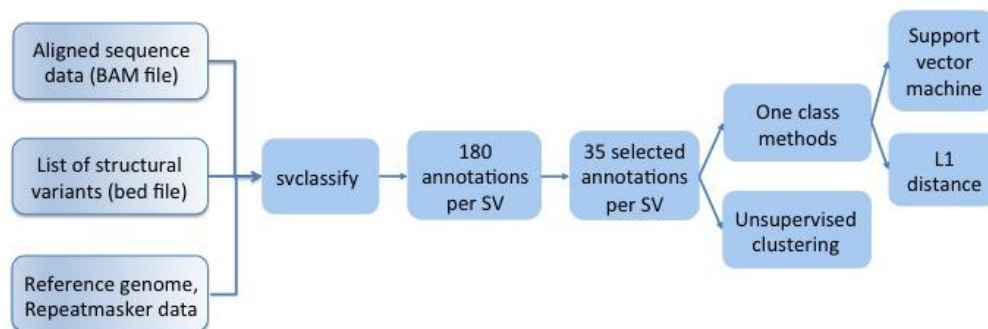 Aligned sequence
data (BAM file)
List of structural
variants (bed file)
Reference genome,
Repeatmasker data
svclassify
180
annotations
per SV
35 selected
annotations
per SV
One class
methods
Unsupervised
clustering
Support
vector
machine
L1
distance